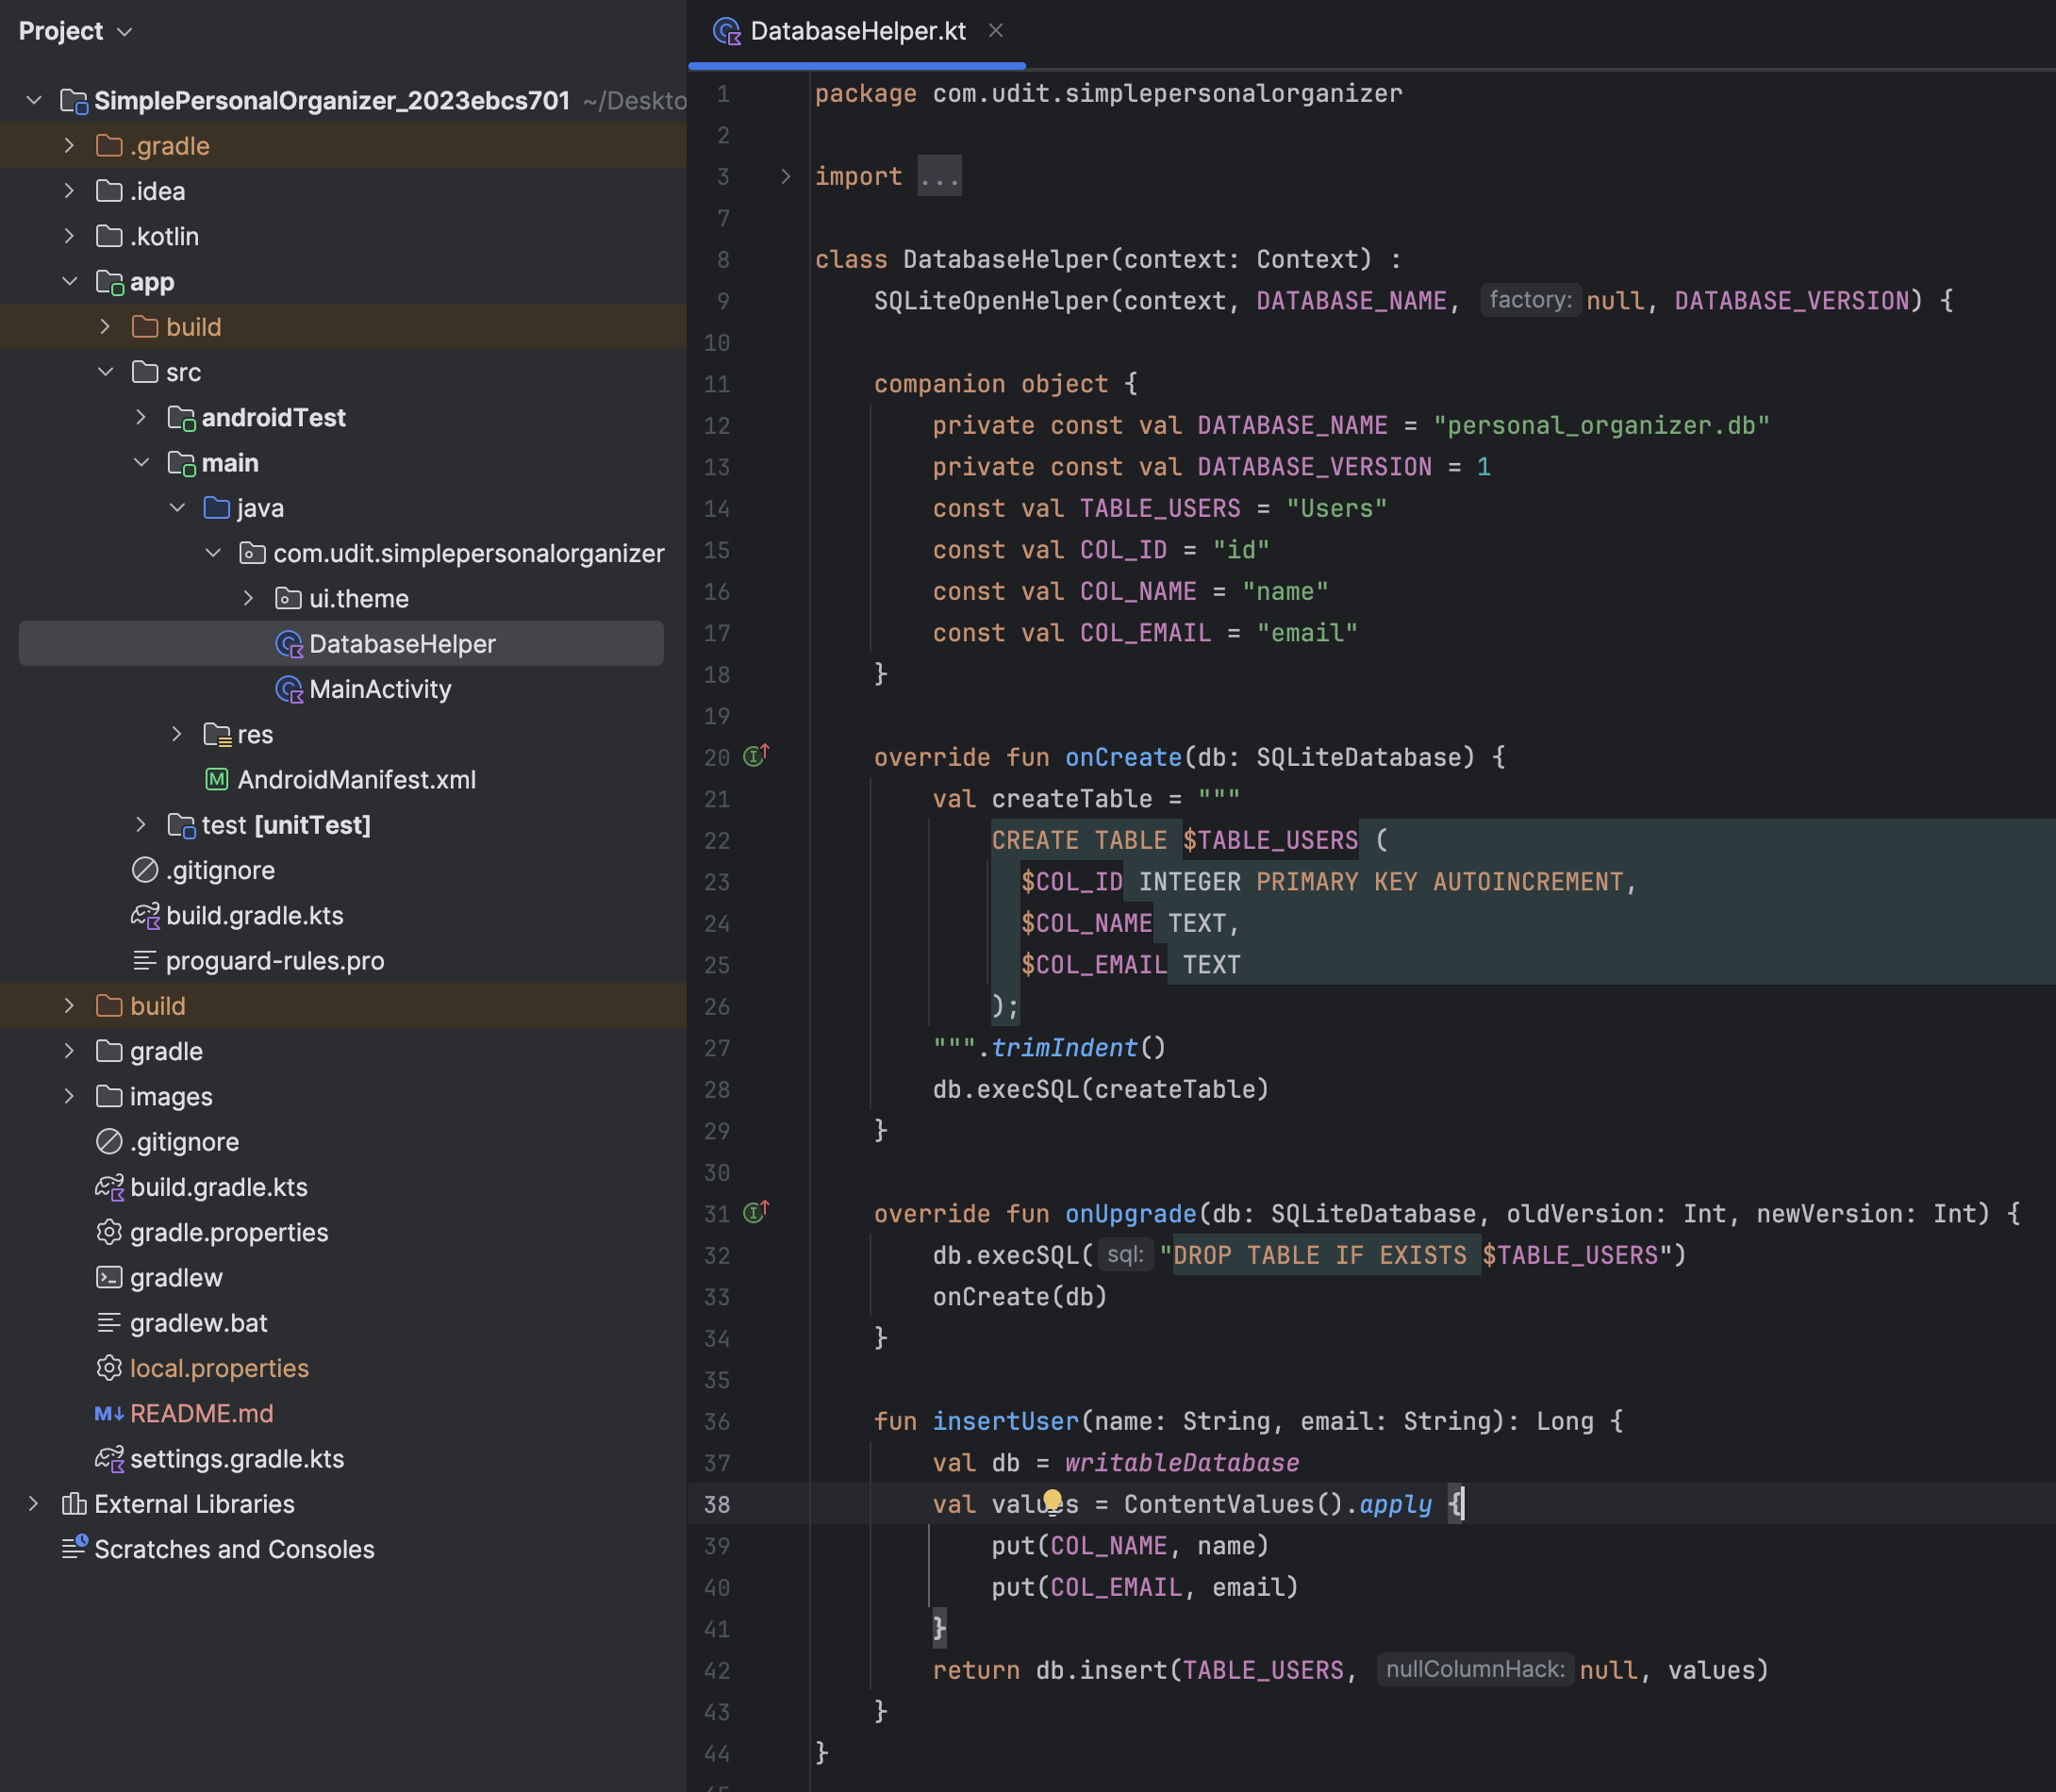 Project
SimplePersonalOrganizer_2023ebcs701 ~/Deskto
.gradle
.idea
.kotlin
app
build
src
androidTest
main
java
com.udit.simplepersonalorganizer
ui.theme
DatabaseHelper
MainActivity
res
AndroidManifest.xml
test [unitTest]
.gitignore
build.gradle.kts
proguard-rules.pro
build
gradle
images
.gitignore
build.gradle.kts
gradle.properties
gradlew
gradlew.bat
local.properties
README.md
settings.gradle.kts
External Libraries
Scratches and Consoles
DatabaseHelper.kt
1 package com.udit.simplepersonalorganizer
2
3 import ...
7
8 class DatabaseHelper(context: Context) :
9     SQLiteOpenHelper(context, DATABASE_NAME, factory: null, DATABASE_VERSION) {
10
11     companion object {
12         private const val DATABASE_NAME = "personal_organizer.db"
13         private const val DATABASE_VERSION = 1
14         const val TABLE_USERS = "Users"
15         const val COL_ID = "id"
16         const val COL_NAME = "name"
17         const val COL_EMAIL = "email"
18     }
19
20     override fun onCreate(db: SQLiteDatabase) {
21         val createTable = """
22             CREATE TABLE $TABLE_USERS (
23               $COL_ID INTEGER PRIMARY KEY AUTOINCREMENT,
24               $COL_NAME TEXT,
25               $COL_EMAIL TEXT
26             );
27         """.trimIndent()
28         db.execSQL(createTable)
29     }
30
31     override fun onUpgrade(db: SQLiteDatabase, oldVersion: Int, newVersion: Int) {
32         db.execSQL( sql: "DROP TABLE IF EXISTS $TABLE_USERS")
33         onCreate(db)
34     }
35
36     fun insertUser(name: String, email: String): Long {
37         val db = writableDatabase
38         val values = ContentValues().apply {
39             put(COL_NAME, name)
40             put(COL_EMAIL, email)
41         }
42         return db.insert(TABLE_USERS, nullColumnHack: null, values)
43     }
44 }